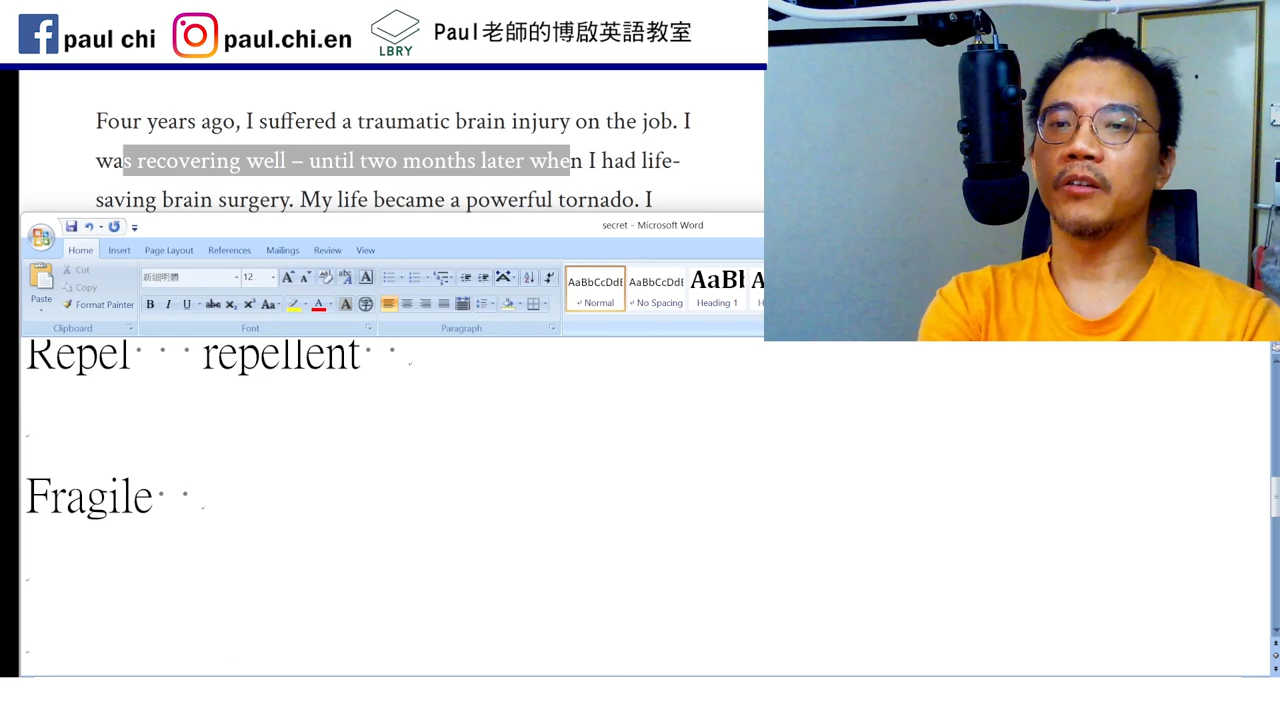 paul chi
paul.chi.en
LBRY
Paul老師的博啟英語教室
Four years ago, I suffered a traumatic brain injury on the job. I
was recovering well – until two months later when I had life-
saving brain surgery. My life became a powerful tornado. I
secret - Microsoft Word
Home Insert Page Layout References Mailings Review View
Cut
Copy
Format Painter
Paste
新細明體 12
AaBbCcDdE AaBbCcDdE AaBb A
Normal No Spacing Heading 1 H
Clipboard Font Paragraph
Repel repellent
Fragile